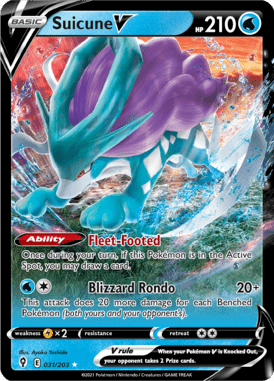 BASIC Suicune V HP 210
Ability Fleet-Footed
Once during your turn, if this Pokémon is in the Active
Spot, you may draw a card.
Blizzard Rondo 20+
This attack does 20 more damage for each Benched
Pokémon (both yours and your opponent's).
weakness ×2 resistance retreat
Illus. Ayaka Yoshida
V rule When your Pokémon V is Knocked Out,
your opponent takes 2 Prize cards.
031/203 ★
©2021 Pokémon / Nintendo / Creatures / GAME FREAK